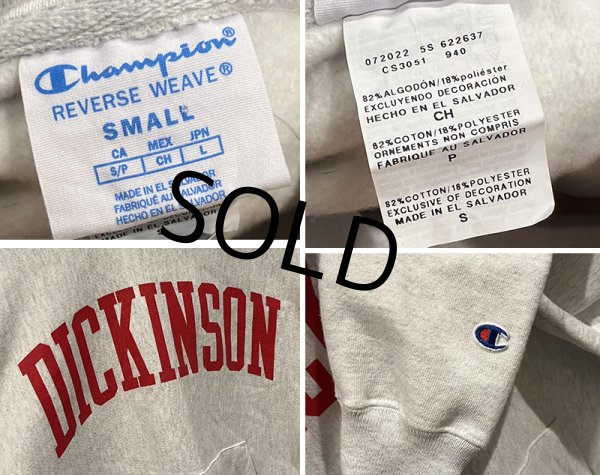 Champion®
REVERSE WEAVE®
SMALL
CA MEX JPN
S/P CH L
MADE IN EL SALVADOR
FABRIQUÉ AU SALVADOR
HECHO EN EL SALVADOR
MADE IN EL SALVADOR
072022 5S 622637
CS3051 940
82%ALGODÓN/18%poliéster
EXCLUYENDO DECORACIÓN
HECHO EN EL SALVADOR
CH
82%COTON/18%POLYESTER
ORNEMENTS NON COMPRIS
FABRIQUÉ AU SALVADOR
P
82%COTTON/18%POLYESTER
EXCLUSIVE OF DECORATION
MADE IN EL SALVADOR
S
SOLD
DICKINSON